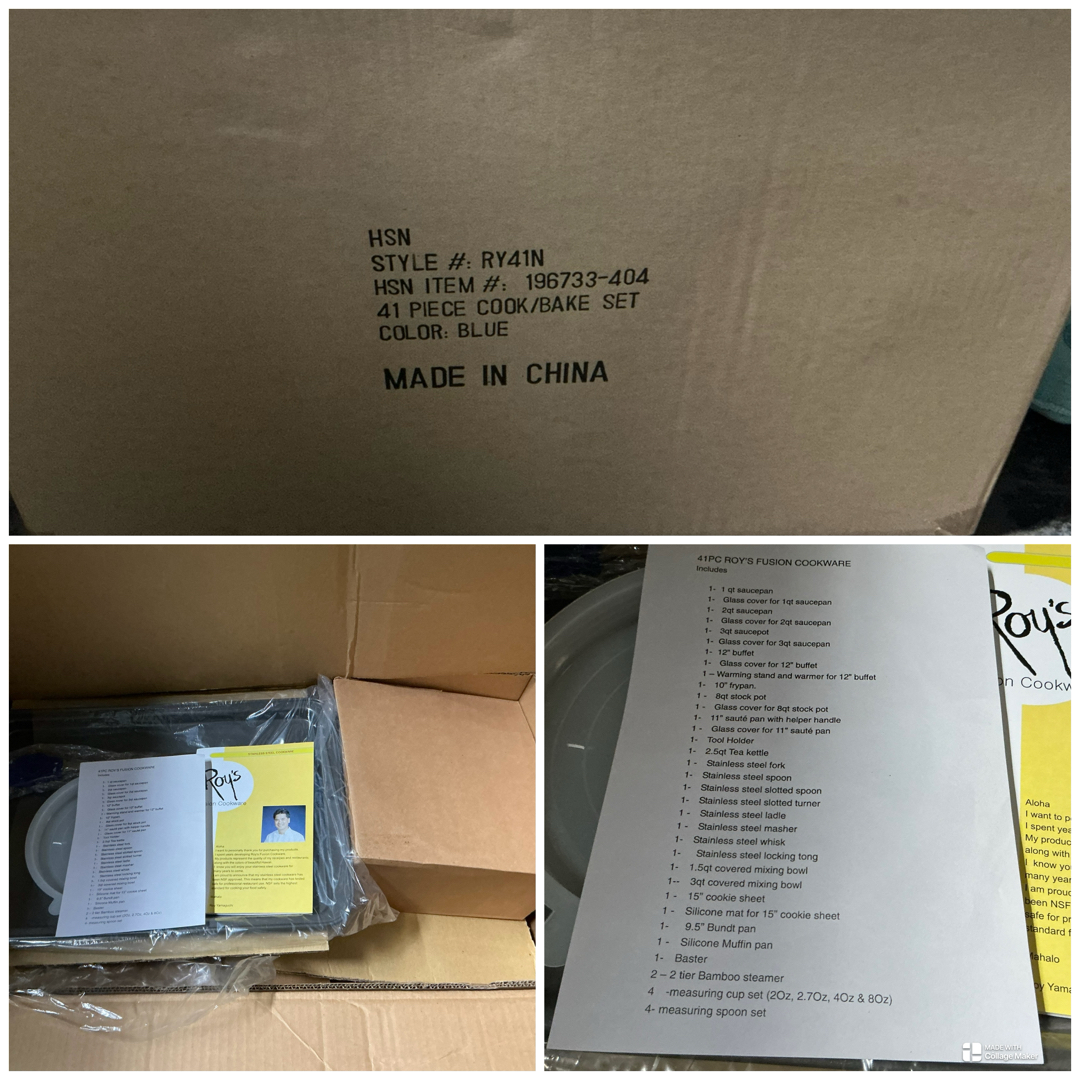 HSN
STYLE #: RY41N
HSN ITEM #: 196733-404
41 PIECE COOK/BAKE SET
COLOR: BLUE
MADE IN CHINA
Roy's
41PC ROY'S FUSION COOKWARE
Includes
1- 1 qt saucepan
1- Glass cover for 1qt saucepan
1- 2qt saucepan
1- Glass cover for 2qt saucepan
1- 3qt saucepot
1- Glass cover for 3qt saucepan
1- 12" buffet
1- Glass cover for 12" buffet
1 – Warming stand and warmer for 12" buffet
1- 10" frypan.
1 - 8qt stock pot
1 - Glass cover for 8qt stock pot
1- 11" sauté pan with helper handle
1- Glass cover for 11" sauté pan
1- Tool Holder
1- 2.5qt Tea kettle
1 - Stainless steel fork
1- Stainless steel spoon
1 - Stainless steel slotted spoon
1- Stainless steel slotted turner
1 - Stainless steel ladle
1 - Stainless steel masher
1- Stainless steel whisk
1- Stainless steel locking tong
1- 1.5qt covered mixing bowl
1-- 3qt covered mixing bowl
1 - 15" cookie sheet
1 - Silicone mat for 15" cookie sheet
1- 9.5" Bundt pan
1 - Silicone Muffin pan
1- Baster
2 – 2 tier Bamboo steamer
4 -measuring cup set (2Oz, 2.7Oz, 4Oz & 8Oz)
4- measuring spoon set
Roy's
on Cookw
Aloha
I want to p
I spent yea
My produc
along with
I know yo
many year
I am proud
been NSF
safe for pr
standard f
Mahalo
oy Yama
MADE WITH
Collage Maker